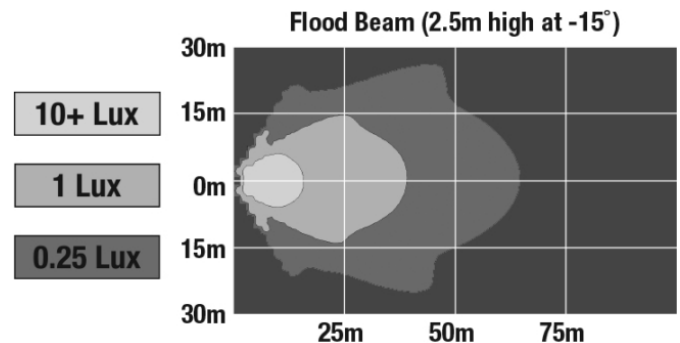 Flood Beam (2.5m high at -15°)
30m
15m
0m
15m
30m
10+ Lux
1 Lux
0.25 Lux
25m
50m
75m